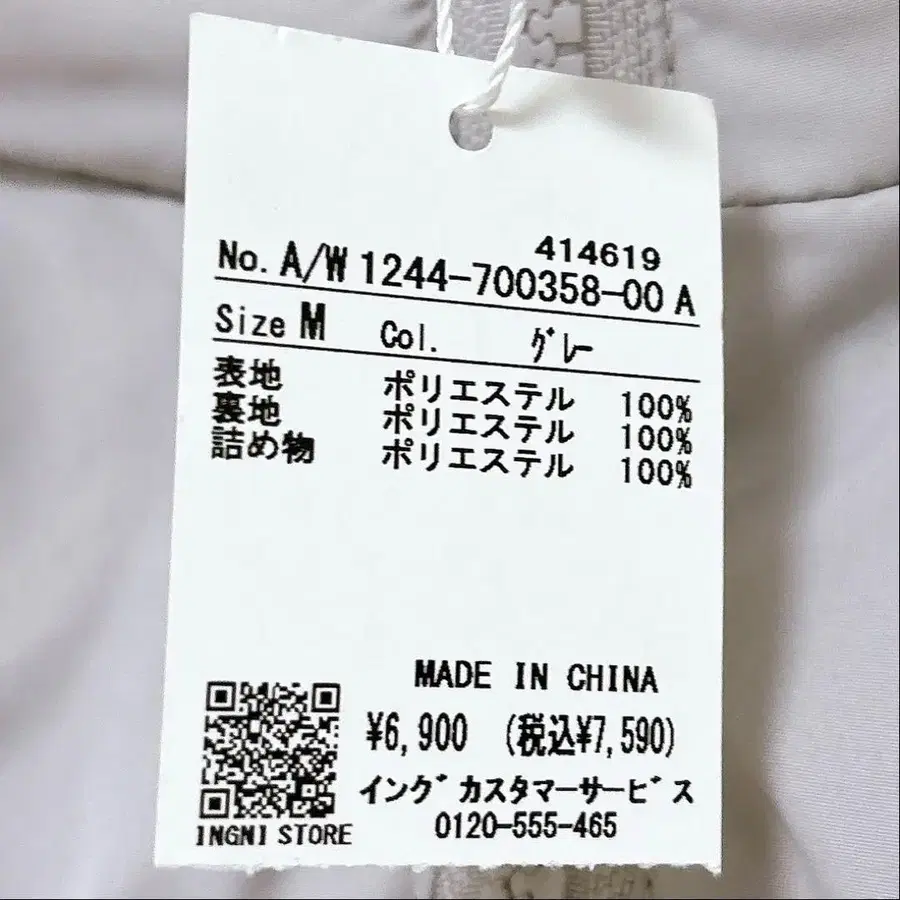 414619
No. A/W 1244-700358-00 A
Size M Col. グレー
表地 ポリエステル 100%
裏地 ポリエステル 100%
詰め物 ポリエステル 100%
MADE IN CHINA
¥6,900 (税込¥7,590)
イング カスタマーサービス
0120-555-465
INGNI STORE